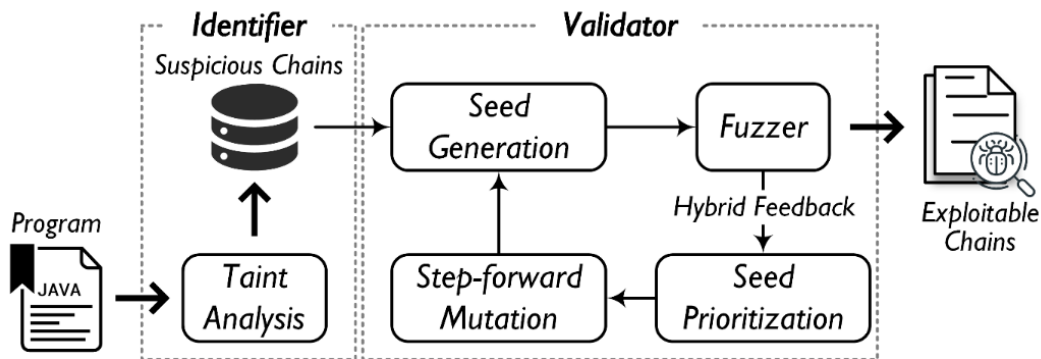 Identifier
Validator
Suspicious Chains
Seed
Generation
Fuzzer
Hybrid Feedback
Exploitable
Chains
Program
JAVA
Taint
Analysis
Step-forward
Mutation
Seed
Prioritization